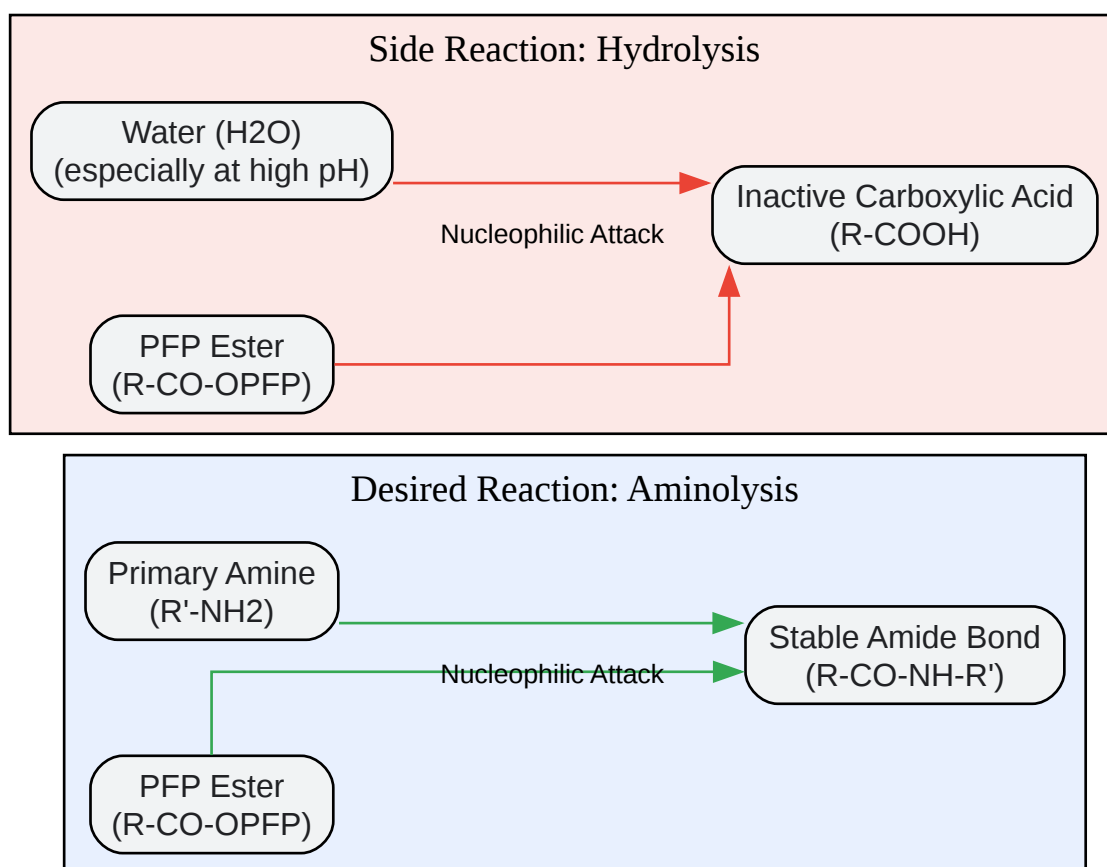 Side Reaction: Hydrolysis
Water (H2O)
(especially at high pH)
Inactive Carboxylic Acid
(R-COOH)
Nucleophilic Attack
PFP Ester
(R-CO-OPFP)
Desired Reaction: Aminolysis
Primary Amine
(R'-NH2)
Stable Amide Bond
(R-CO-NH-R')
Nucleophilic Attack
PFP Ester
(R-CO-OPFP)